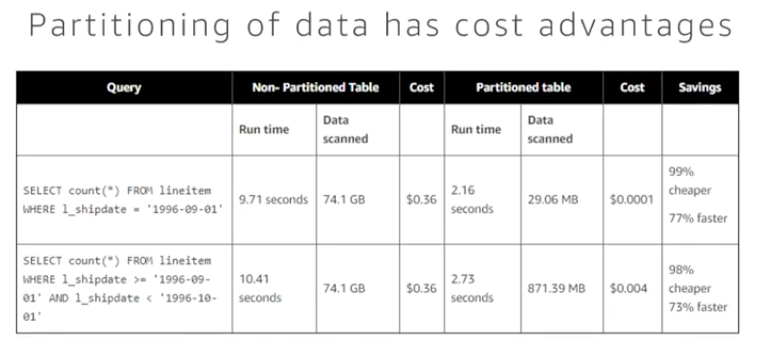 Partitioning of data has cost advantages
Query Non- Partitioned Table Cost Partitioned table Cost Savings
Run time Data scanned Run time Data scanned
SELECT count(*) FROM lineitem
WHERE l_shipdate = '1996-09-01'
9.71 seconds
74.1 GB
$0.36
2.16
seconds
29.06 MB
$0.0001
99%
cheaper
77% faster
SELECT count(*) FROM lineitem
WHERE l_shipdate >= '1996-09-
01' AND l_shipdate < '1996-10-
01'
10.41
seconds
74.1 GB
$0.36
2.73
seconds
871.39 MB
$0.004
98%
cheaper
73% faster